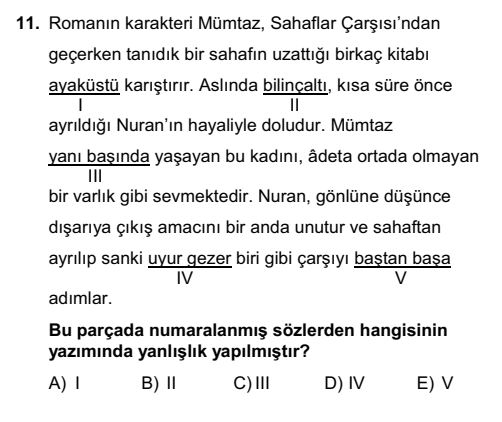 11. Romanın karakteri Mümtaz, Sahaflar Çarşısı'ndan
geçerken tanıdık bir sahafın uzattığı birkaç kitabı
ayaküstü karıştırır. Aslında bilinçaltı, kısa süre önce
I II
ayrıldığı Nuran'ın hayaliyle doludur. Mümtaz
yanı başında yaşayan bu kadını, âdeta ortada olmayan
III
bir varlık gibi sevmektedir. Nuran, gönlüne düşünce
dışarıya çıkış amacını bir anda unutur ve sahaftan
ayrılıp sanki uyur gezer biri gibi çarşıyı baştan başa
IV V
adımlar.
Bu parçada numaralanmış sözlerden hangisinin
yazımında yanlışlık yapılmıştır?
A) I B) II C) III D) IV E) V